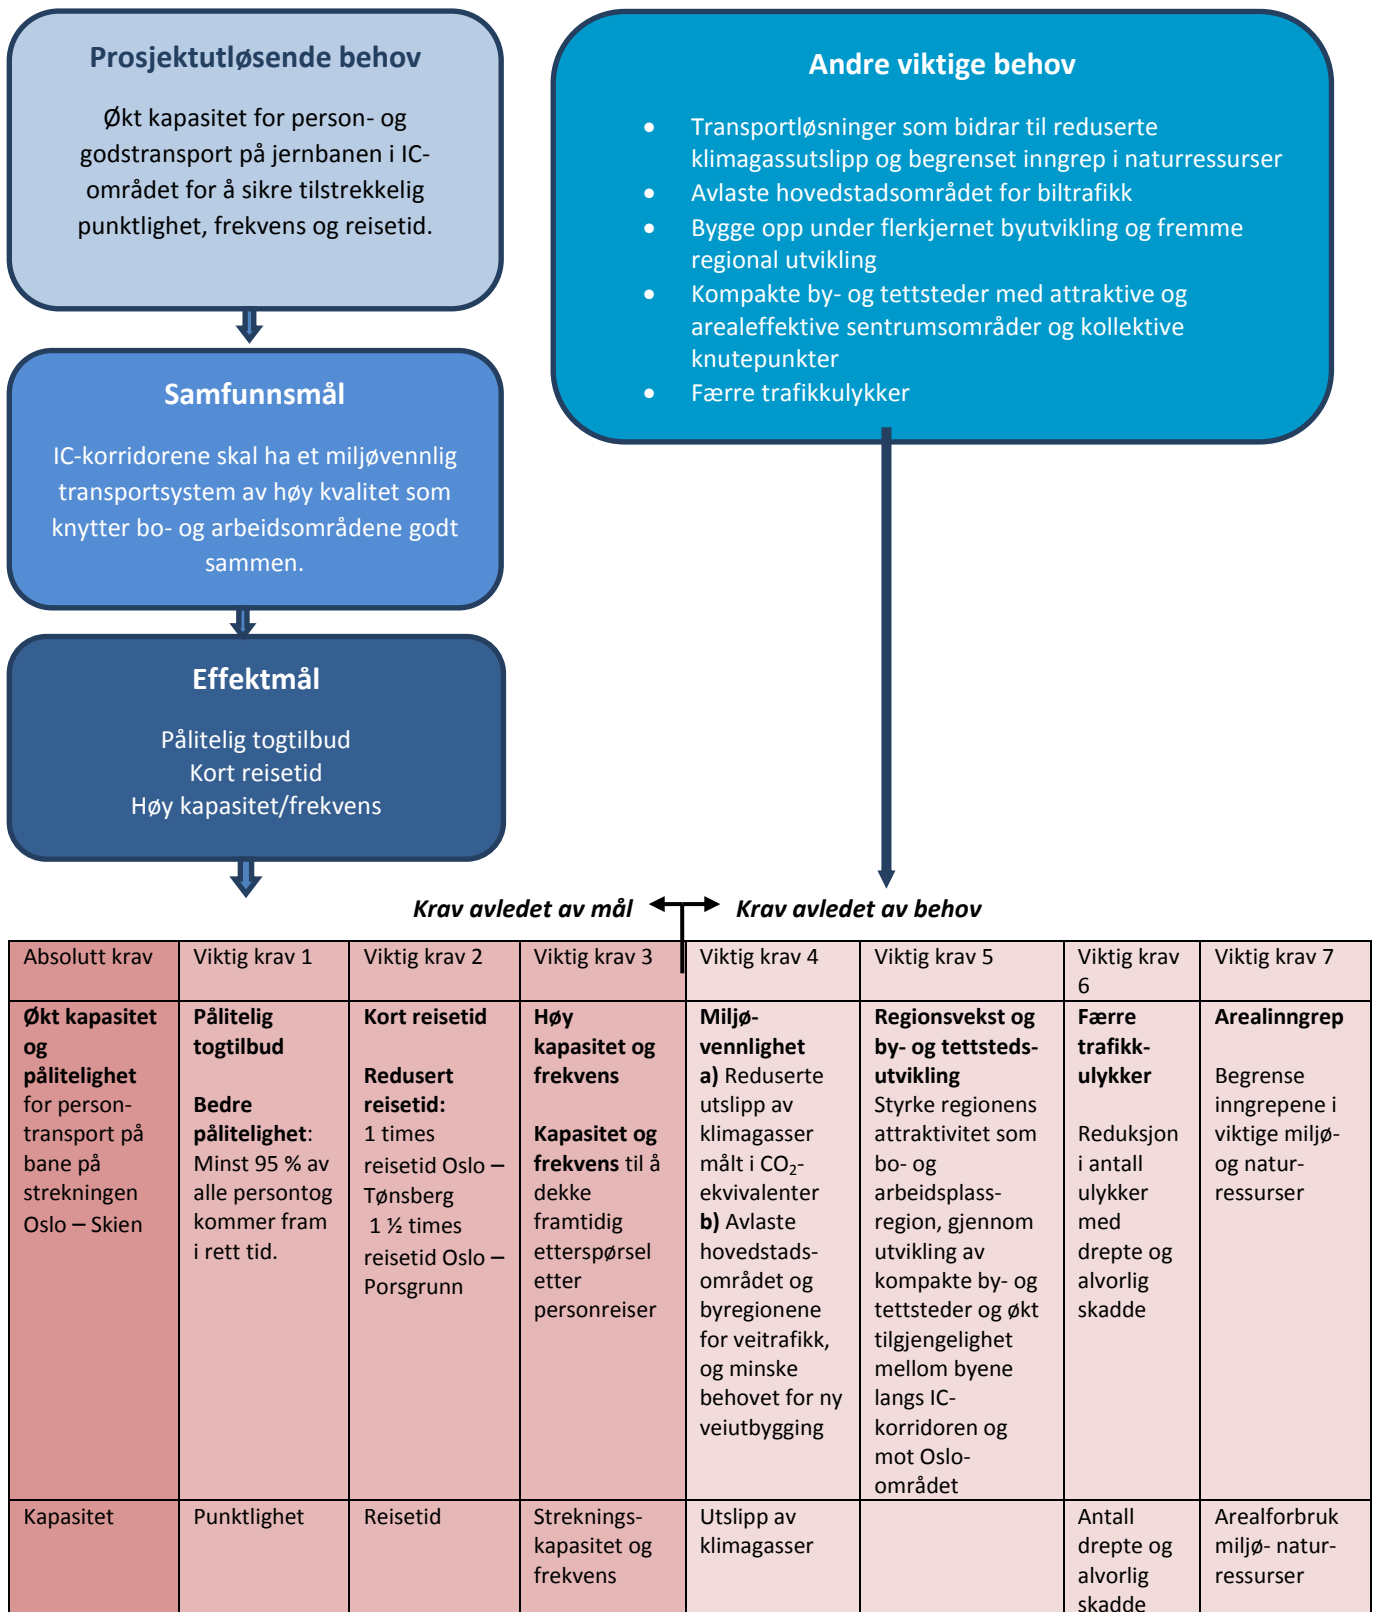 Prosjektutløsende behov
Økt kapasitet for person- og
godstransport på jernbanen i IC-
området for å sikre tilstrekkelig
punktlighet, frekvens og reisetid.
Andre viktige behov
• Transportløsninger som bidrar til reduserte
klimagassutslipp og begrenset inngrep i naturressurser
• Avlaste hovedstadsområdet for biltrafikk
• Bygge opp under flerkjernet byutvikling og fremme
regional utvikling
• Kompakte by- og tettsteder med attraktive og
arealeffektive sentrumsområder og kollektive
knutepunkter
• Færre trafikkulykker
Samfunnsmål
IC-korridorene skal ha et miljøvennlig
transportsystem av høy kvalitet som
knytter bo- og arbeidsområdene godt
sammen.
Effektmål
Pålitelig togtilbud
Kort reisetid
Høy kapasitet/frekvens
Krav avledet av mål
Krav avledet av behov
Absolutt krav
Viktig krav 1
Viktig krav 2
Viktig krav 3
Viktig krav 4
Viktig krav 5
Viktig krav
6
Viktig krav 7
Økt kapasitet
og
pålitelighet
for person-
transport på
bane på
strekningen
Oslo – Skien
Pålitelig
togtilbud
Bedre
pålitelighet:
Minst 95 % av
alle persontog
kommer fram
i rett tid.
Kort reisetid
Redusert
reisetid:
1 times
reisetid Oslo –
Tønsberg
1 ½ times
reisetid Oslo –
Porsgrunn
Høy
kapasitet og
frekvens
Kapasitet og
frekvens til å
dekke
framtidig
etterspørsel
etter
personreiser
Miljø-
vennlighet
a) Reduserte
utslipp av
klimagasser
målt i CO₂-
ekvivalenter
b) Avlaste
hovedstads-
området og
byregionene
for veitrafikk,
og minske
behovet for ny
veiutbygging
Regionsvekst og
by- og tettsteds-
utvikling
Styrke regionens
attraktivitet som
bo- og
arbeidsplass-
region, gjennom
utvikling av
kompakte by- og
tettsteder og økt
tilgjengelighet
mellom byene
langs IC-
korridoren og
mot Oslo-
området
Færre
trafikk-
ulykker
Reduksjon
i antall
ulykker
med
drepte og
alvorlig
skadde
Arealinngrep
Begrense
inngrepene i
viktige miljø-
og natur-
ressurser
Kapasitet
Punktlighet
Reisetid
Streknings-
kapasitet og
frekvens
Utslipp av
klimagasser
Antall
drepte og
alvorlig
skadde
Arealforbruk
miljø- natur-
ressurser